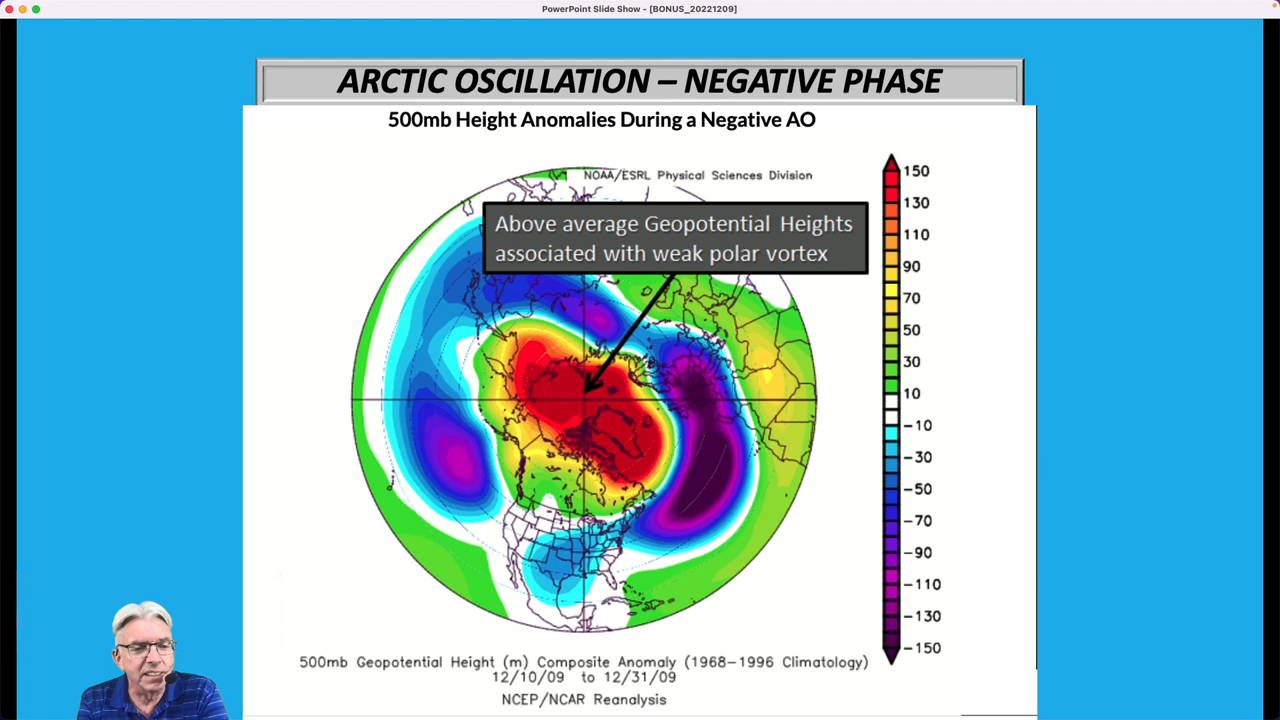 PowerPoint Slide Show - [BONUS_20221209]
ARCTIC OSCILLATION – NEGATIVE PHASE
500mb Height Anomalies During a Negative AO
NOAA/ESRL Physical Sciences Division
Above average Geopotential Heights
associated with weak polar vortex
150
130
110
90
70
50
30
10
-10
-30
-50
-70
-90
-110
-130
-150
500mb Geopotential Height (m) Composite Anomaly (1968-1996 Climatology)
12/10/09 to 12/31/09
NCEP/NCAR Reanalysis